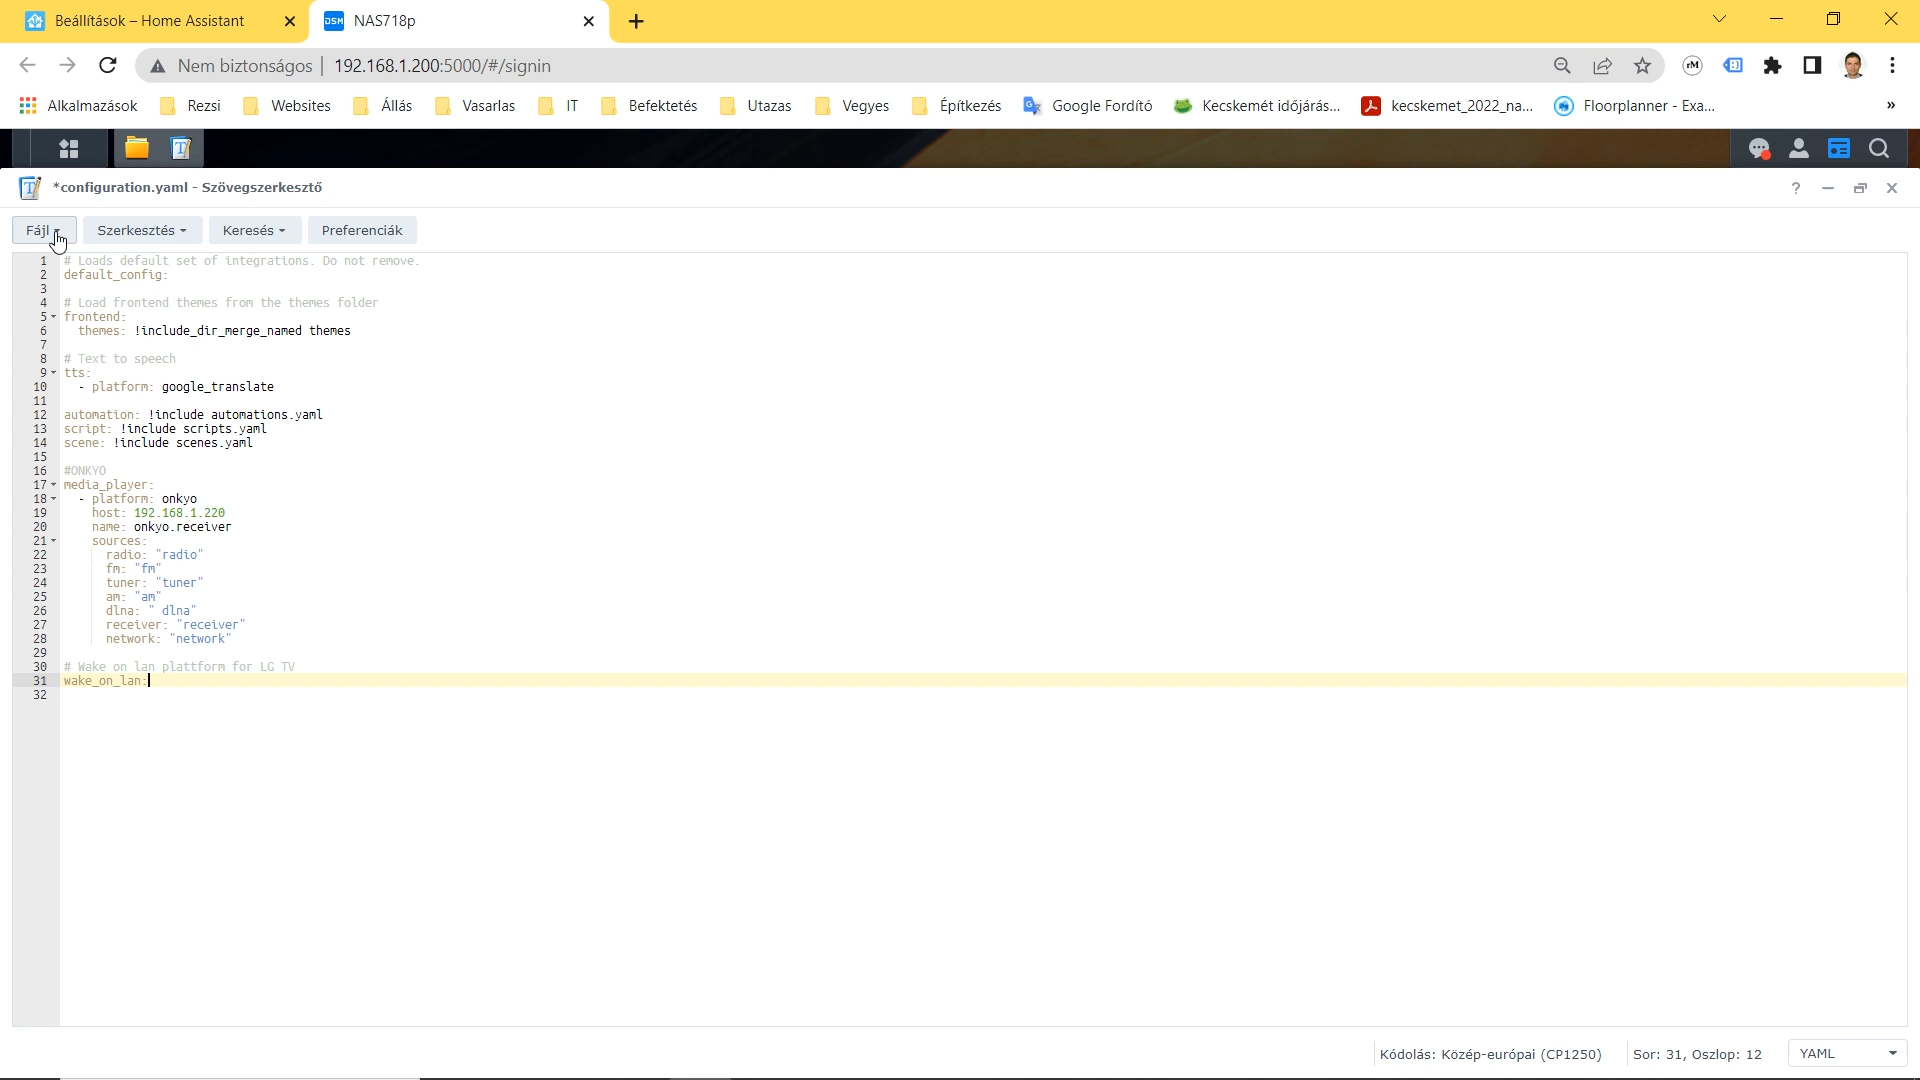 Beállítások – Home Assistant
DSM NAS718p
Nem biztonságos 192.168.1.200:5000/#/signin
Alkalmazások Rezsi Websites Állás Vasarlas IT Befektetés Utazas Vegyes Építkezés Google Fordító Kecskemét időjárás... kecskemet_2022_na... Floorplanner - Exa... »
*configuration.yaml - Szövegszerkesztő
Fájl Szerkesztés Keresés Preferenciák
1 # Loads default set of integrations. Do not remove.
2 default_config:
3
4 # Load frontend themes from the themes folder
5 frontend:
6 themes: !include_dir_merge_named themes
7
8 # Text to speech
9 tts:
10 - platform: google_translate
11
12 automation: !include automations.yaml
13 script: !include scripts.yaml
14 scene: !include scenes.yaml
15
16 #ONKYO
17 media_player:
18 - platform: onkyo
19 host: 192.168.1.220
20 name: onkyo.receiver
21 sources:
22 radio: "radio"
23 fm: "fm"
24 tuner: "tuner"
25 am: "am"
26 dlna: " dlna"
27 receiver: "receiver"
28 network: "network"
29
30 # Wake on lan plattform for LG TV
31 wake_on_lan:
32
Kódolás: Közép-európai (CP1250) Sor: 31, Oszlop: 12 YAML